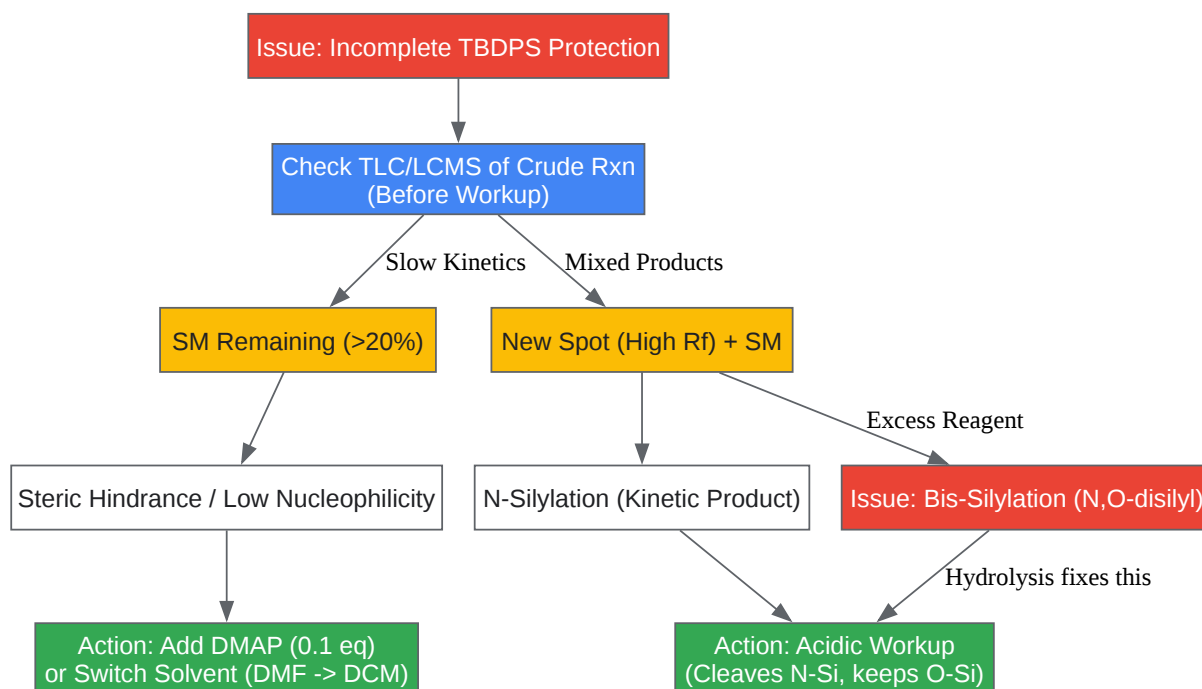 Issue: Incomplete TBDPS Protection
Check TLC/LCMS of Crude Rxn
(Before Workup)
Slow Kinetics
Mixed Products
SM Remaining (>20%)
New Spot (High Rf) + SM
Excess Reagent
Steric Hindrance / Low Nucleophilicity
N-Silylation (Kinetic Product)
Issue: Bis-Silylation (N,O-disilyl)
Hydrolysis fixes this
Action: Add DMAP (0.1 eq)
or Switch Solvent (DMF -> DCM)
Action: Acidic Workup
(Cleaves N-Si, keeps O-Si)